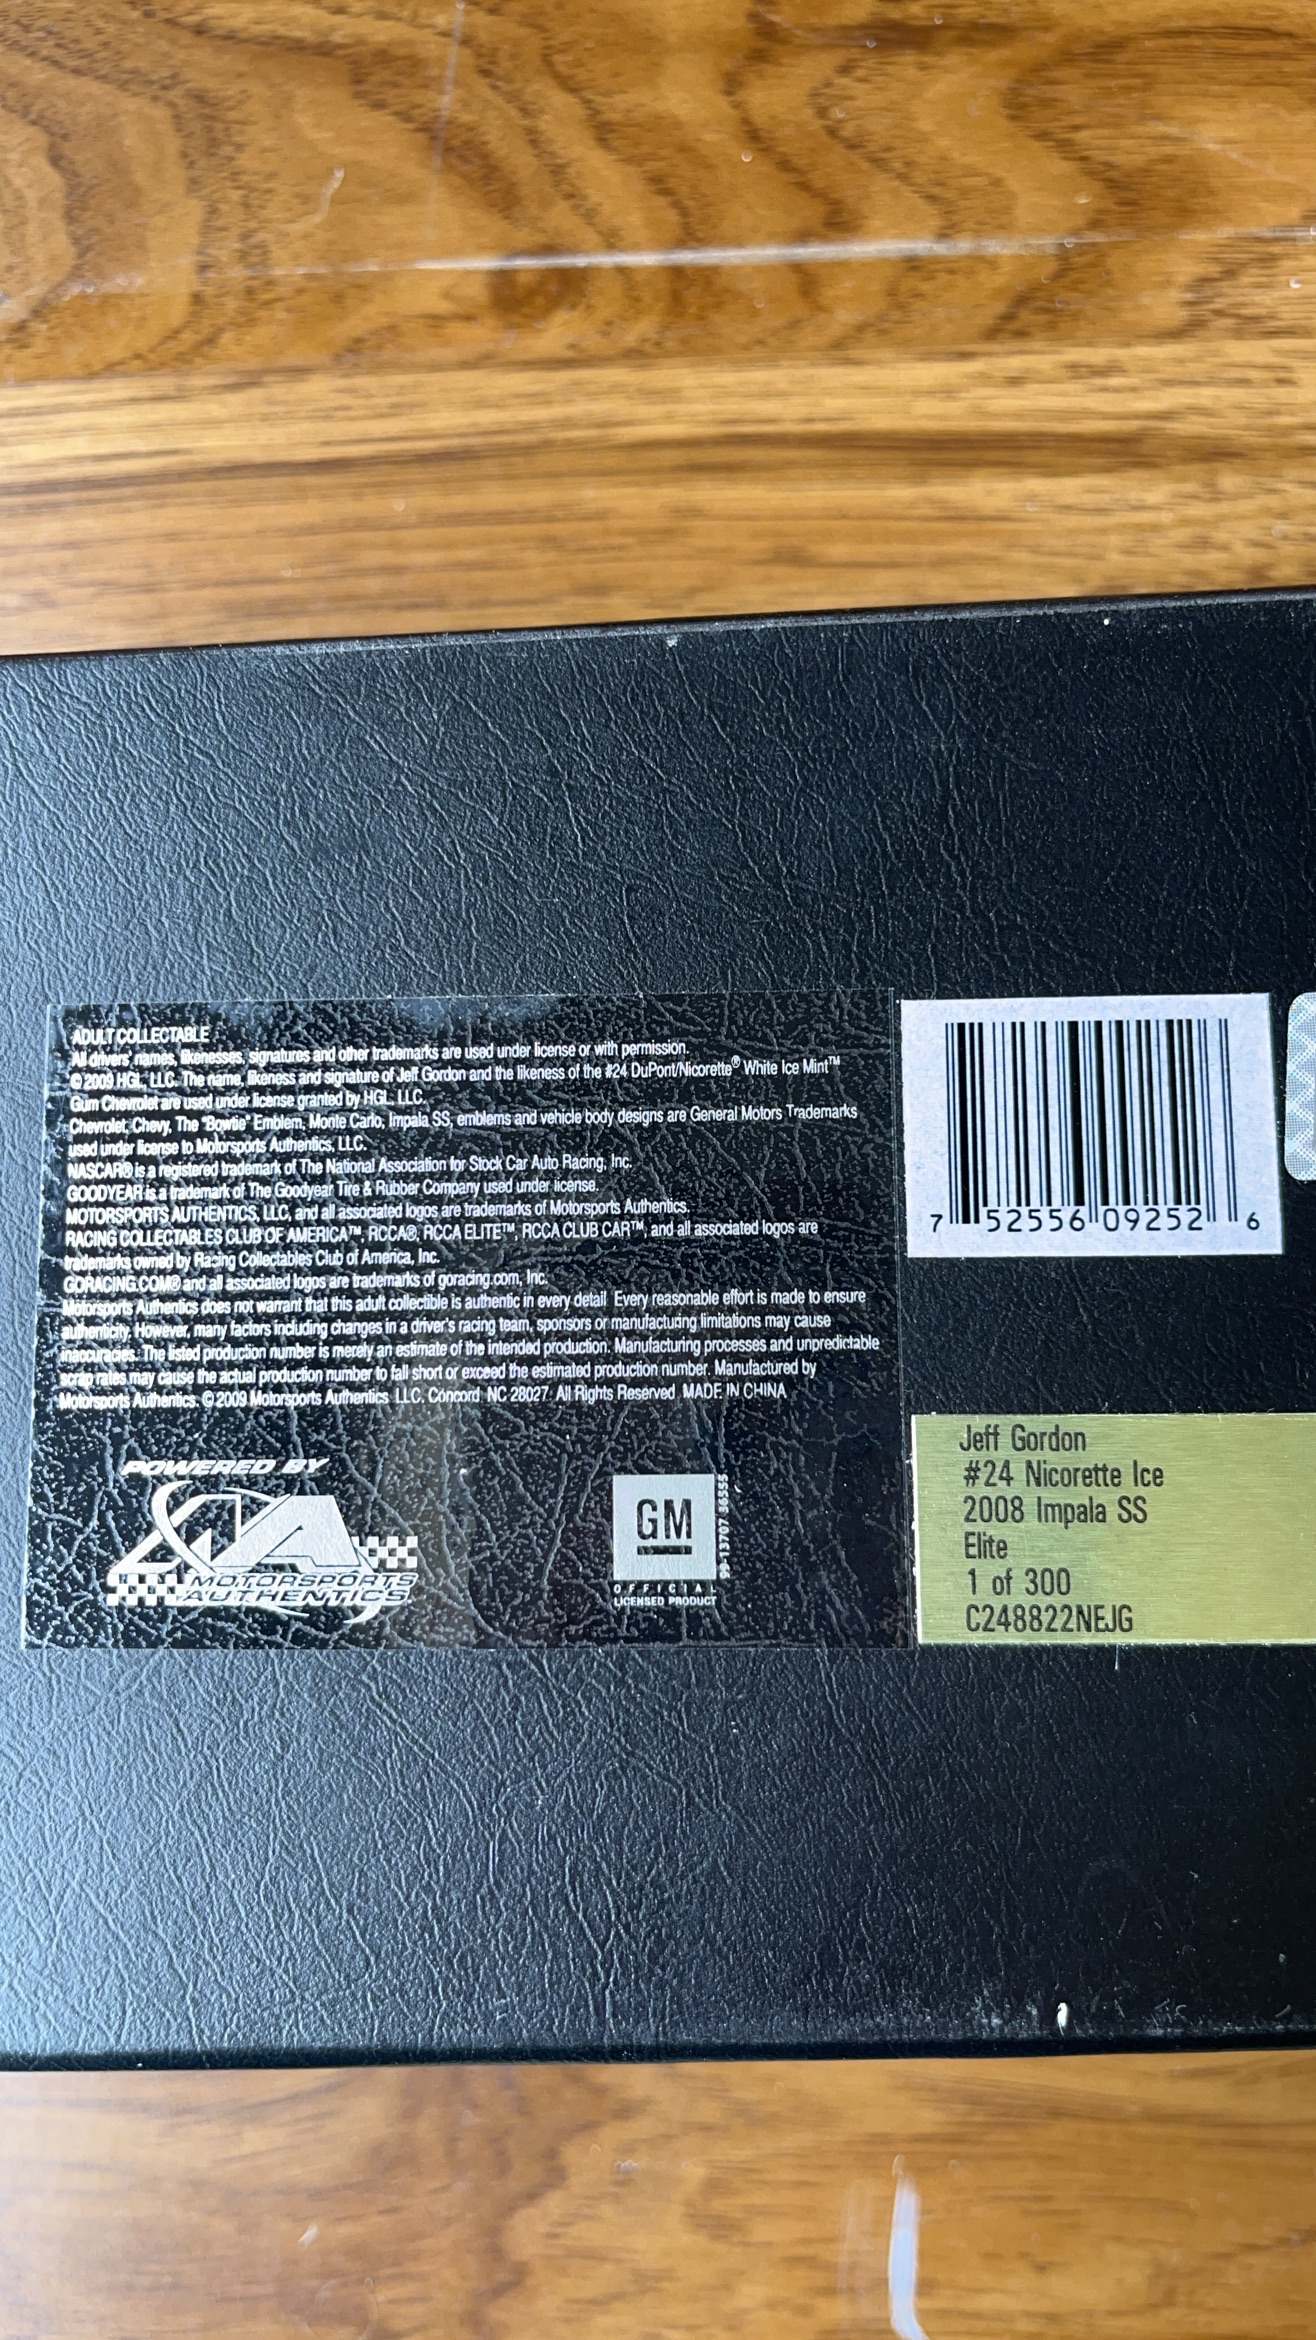 ADULT COLLECTABLE
All drivers' names, likenesses, signatures and other trademarks are used under license or with permission.
© 2009 HGL, LLC. The name, likeness and signature of Jeff Gordon and the likeness of the #24 DuPont/Nicorette® White Ice Mint™
Gum Chevrolet are used under license granted by HGL, LLC.
Chevrolet, Chevy, The "Bowtie" Emblem, Monte Carlo, Impala SS, emblems and vehicle body designs are General Motors Trademarks
used under license to Motorsports Authentics, LLC.
NASCAR® is a registered trademark of The National Association for Stock Car Auto Racing, Inc.
GOODYEAR is a trademark of The Goodyear Tire & Rubber Company used under license.
MOTORSPORTS AUTHENTICS, LLC, and all associated logos are trademarks of Motorsports Authentics.
RACING COLLECTABLES CLUB OF AMERICA™, RCCA®, RCCA ELITE™, RCCA CLUB CAR™, and all associated logos are
trademarks owned by Racing Collectables Club of America, Inc.
GORACING.COM® and all associated logos are trademarks of goracing.com, Inc.
Motorsports Authentics does not warrant that this adult collectible is authentic in every detail. Every reasonable effort is made to ensure
authenticity. However, many factors including changes in a driver's racing team, sponsors or manufacturing limitations may cause
inaccuracies. The listed production number is merely an estimate of the intended production. Manufacturing processes and unpredictable
scrap rates may cause the actual production number to fall short or exceed the estimated production number. Manufactured by
Motorsports Authentics. © 2009 Motorsports Authentics, LLC. Concord, NC 28027. All Rights Reserved. MADE IN CHINA
POWERED BY
MA
MOTORSPORTS
AUTHENTICS
GM
OFFICIAL
LICENSED PRODUCT
99-13707 36555
7 52556 09252 6
Jeff Gordon
#24 Nicorette Ice
2008 Impala SS
Elite
1 of 300
C248822NEJG